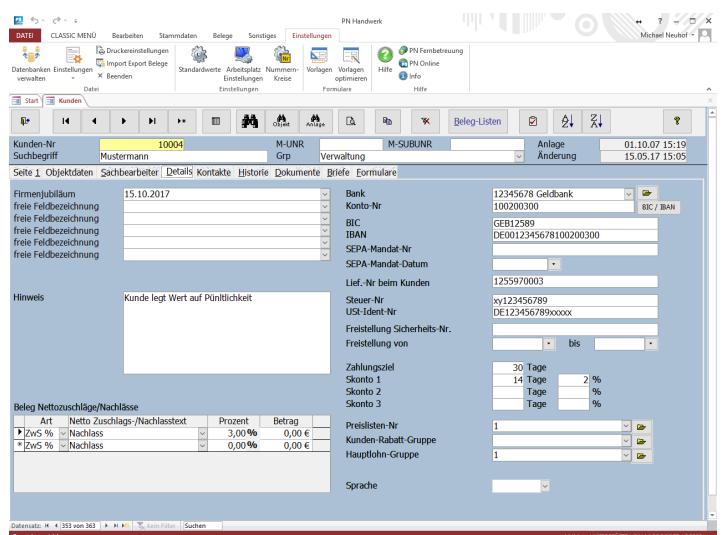 PN Handwerk
DATEI CLASSIC MENÜ Bearbeiten Stammdaten Belege Sonstiges Einstellungen Michael Neuhof
Datenbanken verwalten
Einstellungen
Druckereinstellungen
Import Export Belege
Beenden
Datei
Standardwerte
Arbeitsplatz Einstellungen
Nummern-Kreise
Einstellungen
Vorlagen
Vorlagen optimieren
Formulare
Hilfe
PN Fernbetreuung
PN Online
Info
Hilfe
Start Kunden
Objekt Anlage Beleg-Listen
Kunden-Nr 10004 M-UNR M-SUBUNR Anlage 01.10.07 15:19
Suchbegriff Mustermann Grp Verwaltung Änderung 15.05.17 15:05
Seite 1 Objektdaten Sachbearbeiter Details Kontakte Historie Dokumente Briefe Formulare
Firmenjubiläum 15.10.2017
freie Feldbezeichnung
freie Feldbezeichnung
freie Feldbezeichnung
freie Feldbezeichnung
freie Feldbezeichnung
Hinweis Kunde legt Wert auf Pünltlichkeit
Beleg Nettozuschläge/Nachlässe
Art Netto Zuschlags-/Nachlasstext Prozent Betrag
ZwS % Nachlass 3,00 % 0,00 €
ZwS % Nachlass 0,00 % 0,00 €
Bank 12345678 Geldbank
Konto-Nr 100200300 BIC / IBAN
BIC GEB12589
IBAN DE0012345678100200300
SEPA-Mandat-Nr
SEPA-Mandat-Datum
Lief.-Nr beim Kunden 1255970003
Steuer-Nr xy123456789
USt-Ident-Nr DE123456789xxxxx
Freistellung Sicherheits-Nr.
Freistellung von bis
Zahlungsziel 30 Tage
Skonto 1 14 Tage 2 %
Skonto 2 Tage %
Skonto 3 Tage %
Preislisten-Nr 1
Kunden-Rabatt-Gruppe
Hauptlohn-Gruppe 1
Sprache
Datensatz: 353 von 363 Kein Filter Suchen